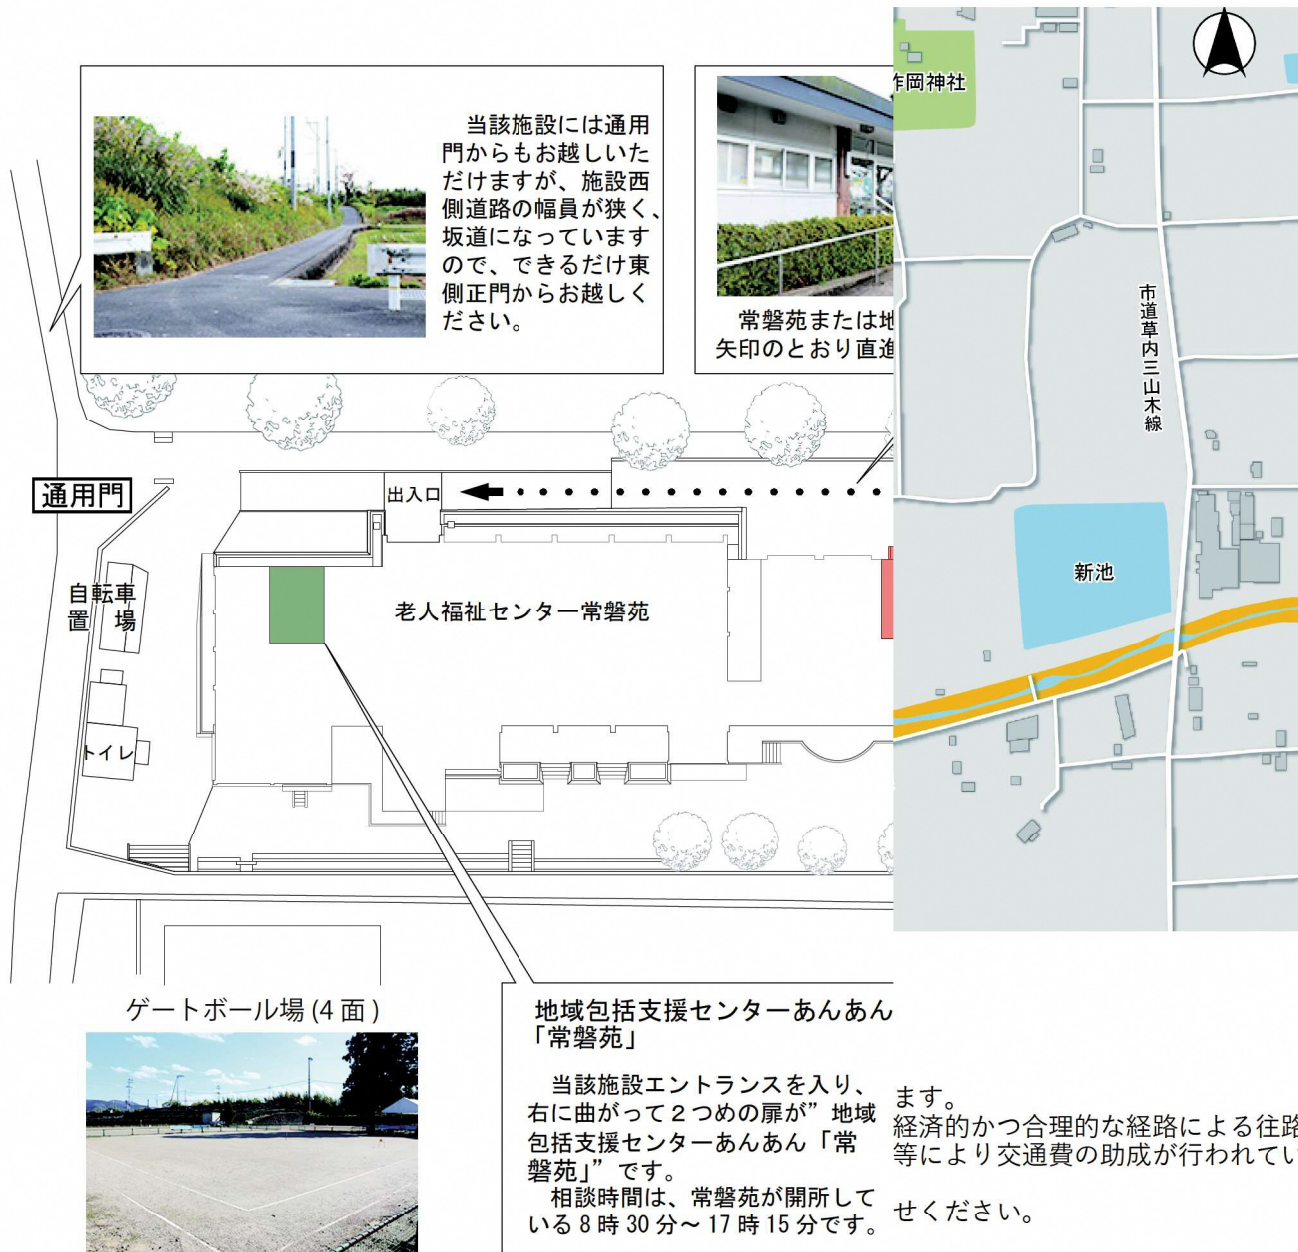 当該施設には通用
門からもお越しいた
だけますが、施設西
側道路の幅員が狭く、
坂道になっています
ので、できるだけ東
側正門からお越しく
ださい。
常磐苑または地
矢印のとおり直進
作岡神社
市道草内三山木線
新池
通用門
出入口
自転車
置　場
老人福祉センター常磐苑
トイレ
ゲートボール場(4面)
地域包括支援センターあんあん
「常磐苑」
当該施設エントランスを入り、
右に曲がって２つめの扉が”地域
包括支援センターあんあん「常
磐苑」”です。
相談時間は、常磐苑が開所して
いる８時30分～17時15分です。
ます。
経済的かつ合理的な経路による往路
等により交通費の助成が行われてい
せください。